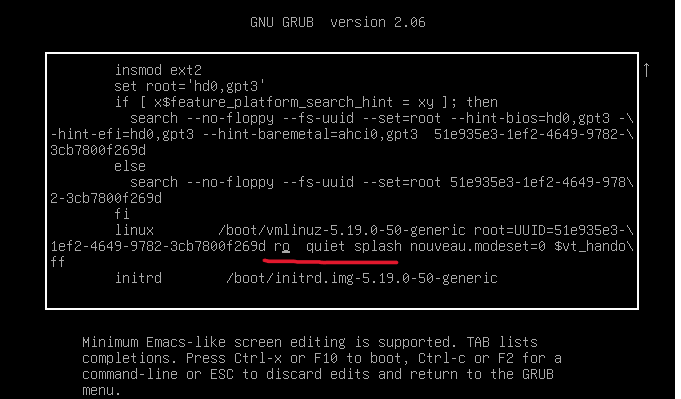 GNU GRUB  version 2.06
insmod ext2
set root='hd0,gpt3'
if [ x$feature_platform_search_hint = xy ]; then
search --no-floppy --fs-uuid --set=root --hint-bios=hd0,gpt3 -\
-hint-efi=hd0,gpt3 --hint-baremetal=ahci0,gpt3  51e935e3-1ef2-4649-9782-\
3cb7800f269d
else
search --no-floppy --fs-uuid --set=root 51e935e3-1ef2-4649-978\
2-3cb7800f269d
fi
linux        /boot/vmlinuz-5.19.0-50-generic root=UUID=51e935e3-\
1ef2-4649-9782-3cb7800f269d ro  quiet splash nouveau.modeset=0 $vt_hando\
ff
initrd        /boot/initrd.img-5.19.0-50-generic
Minimum Emacs-like screen editing is supported. TAB lists
completions. Press Ctrl-x or F10 to boot, Ctrl-c or F2 for a
command-line or ESC to discard edits and return to the GRUB
menu.